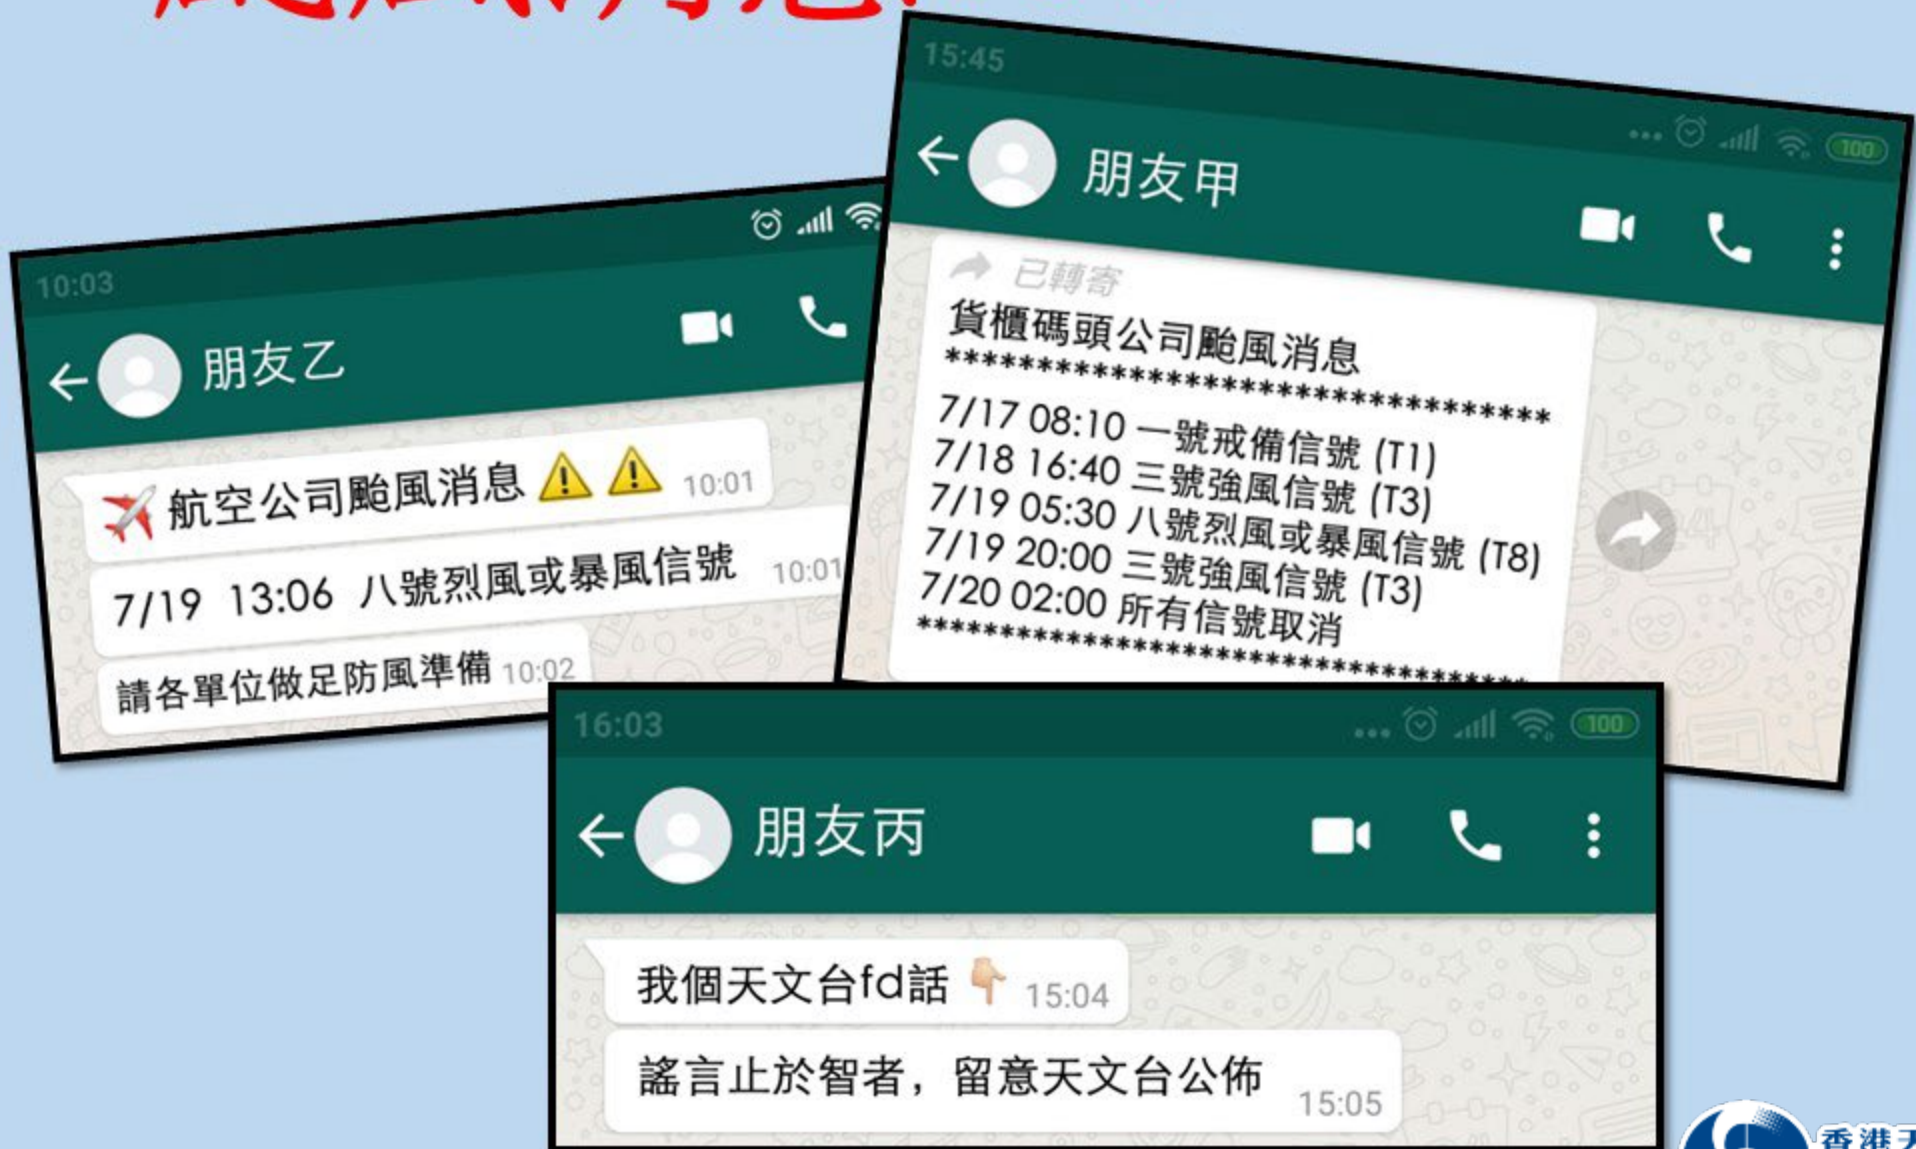 15:45
100
朋友甲
已轉寄
貨櫃碼頭公司颱風消息
*********************************
7/17 08:10 一號戒備信號 (T1)
7/18 16:40 三號強風信號 (T3)
7/19 05:30 八號烈風或暴風信號 (T8)
7/19 20:00 三號強風信號 (T3)
7/20 02:00 所有信號取消
*********************************
10:03
朋友乙
航空公司颱風消息 ⚠️ ⚠️ 10:01
7/19 13:06 八號烈風或暴風信號 10:01
請各單位做足防風準備 10:02
16:03
100
朋友丙
我個天文台fd話 👇🏻 15:04
謠言止於智者，留意天文台公佈 15:05
香港天